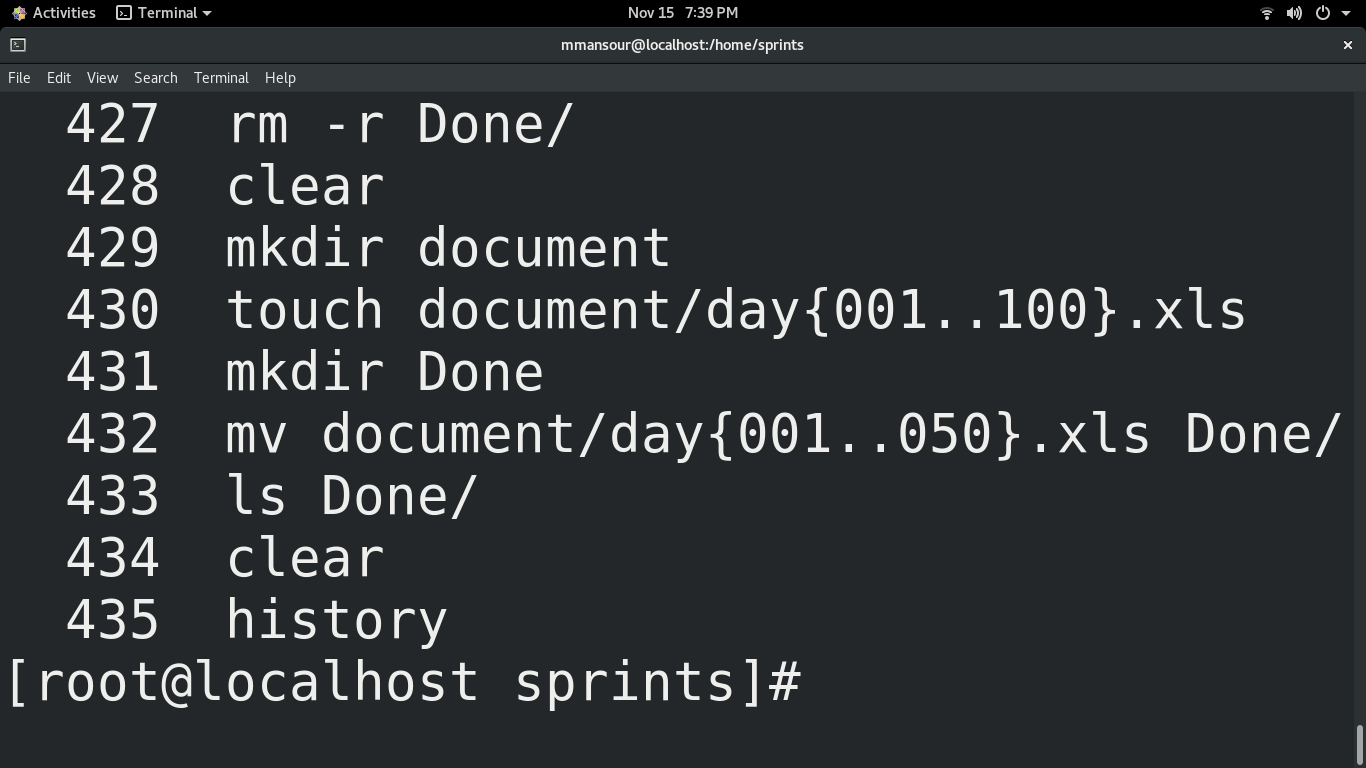 Activities Terminal Nov 15 7:39 PM
mmansour@localhost:/home/sprints
File Edit View Search Terminal Help
427 rm -r Done/
428 clear
429 mkdir document
430 touch document/day{001..100}.xls
431 mkdir Done
432 mv document/day{001..050}.xls Done/
433 ls Done/
434 clear
435 history
[root@localhost sprints]#